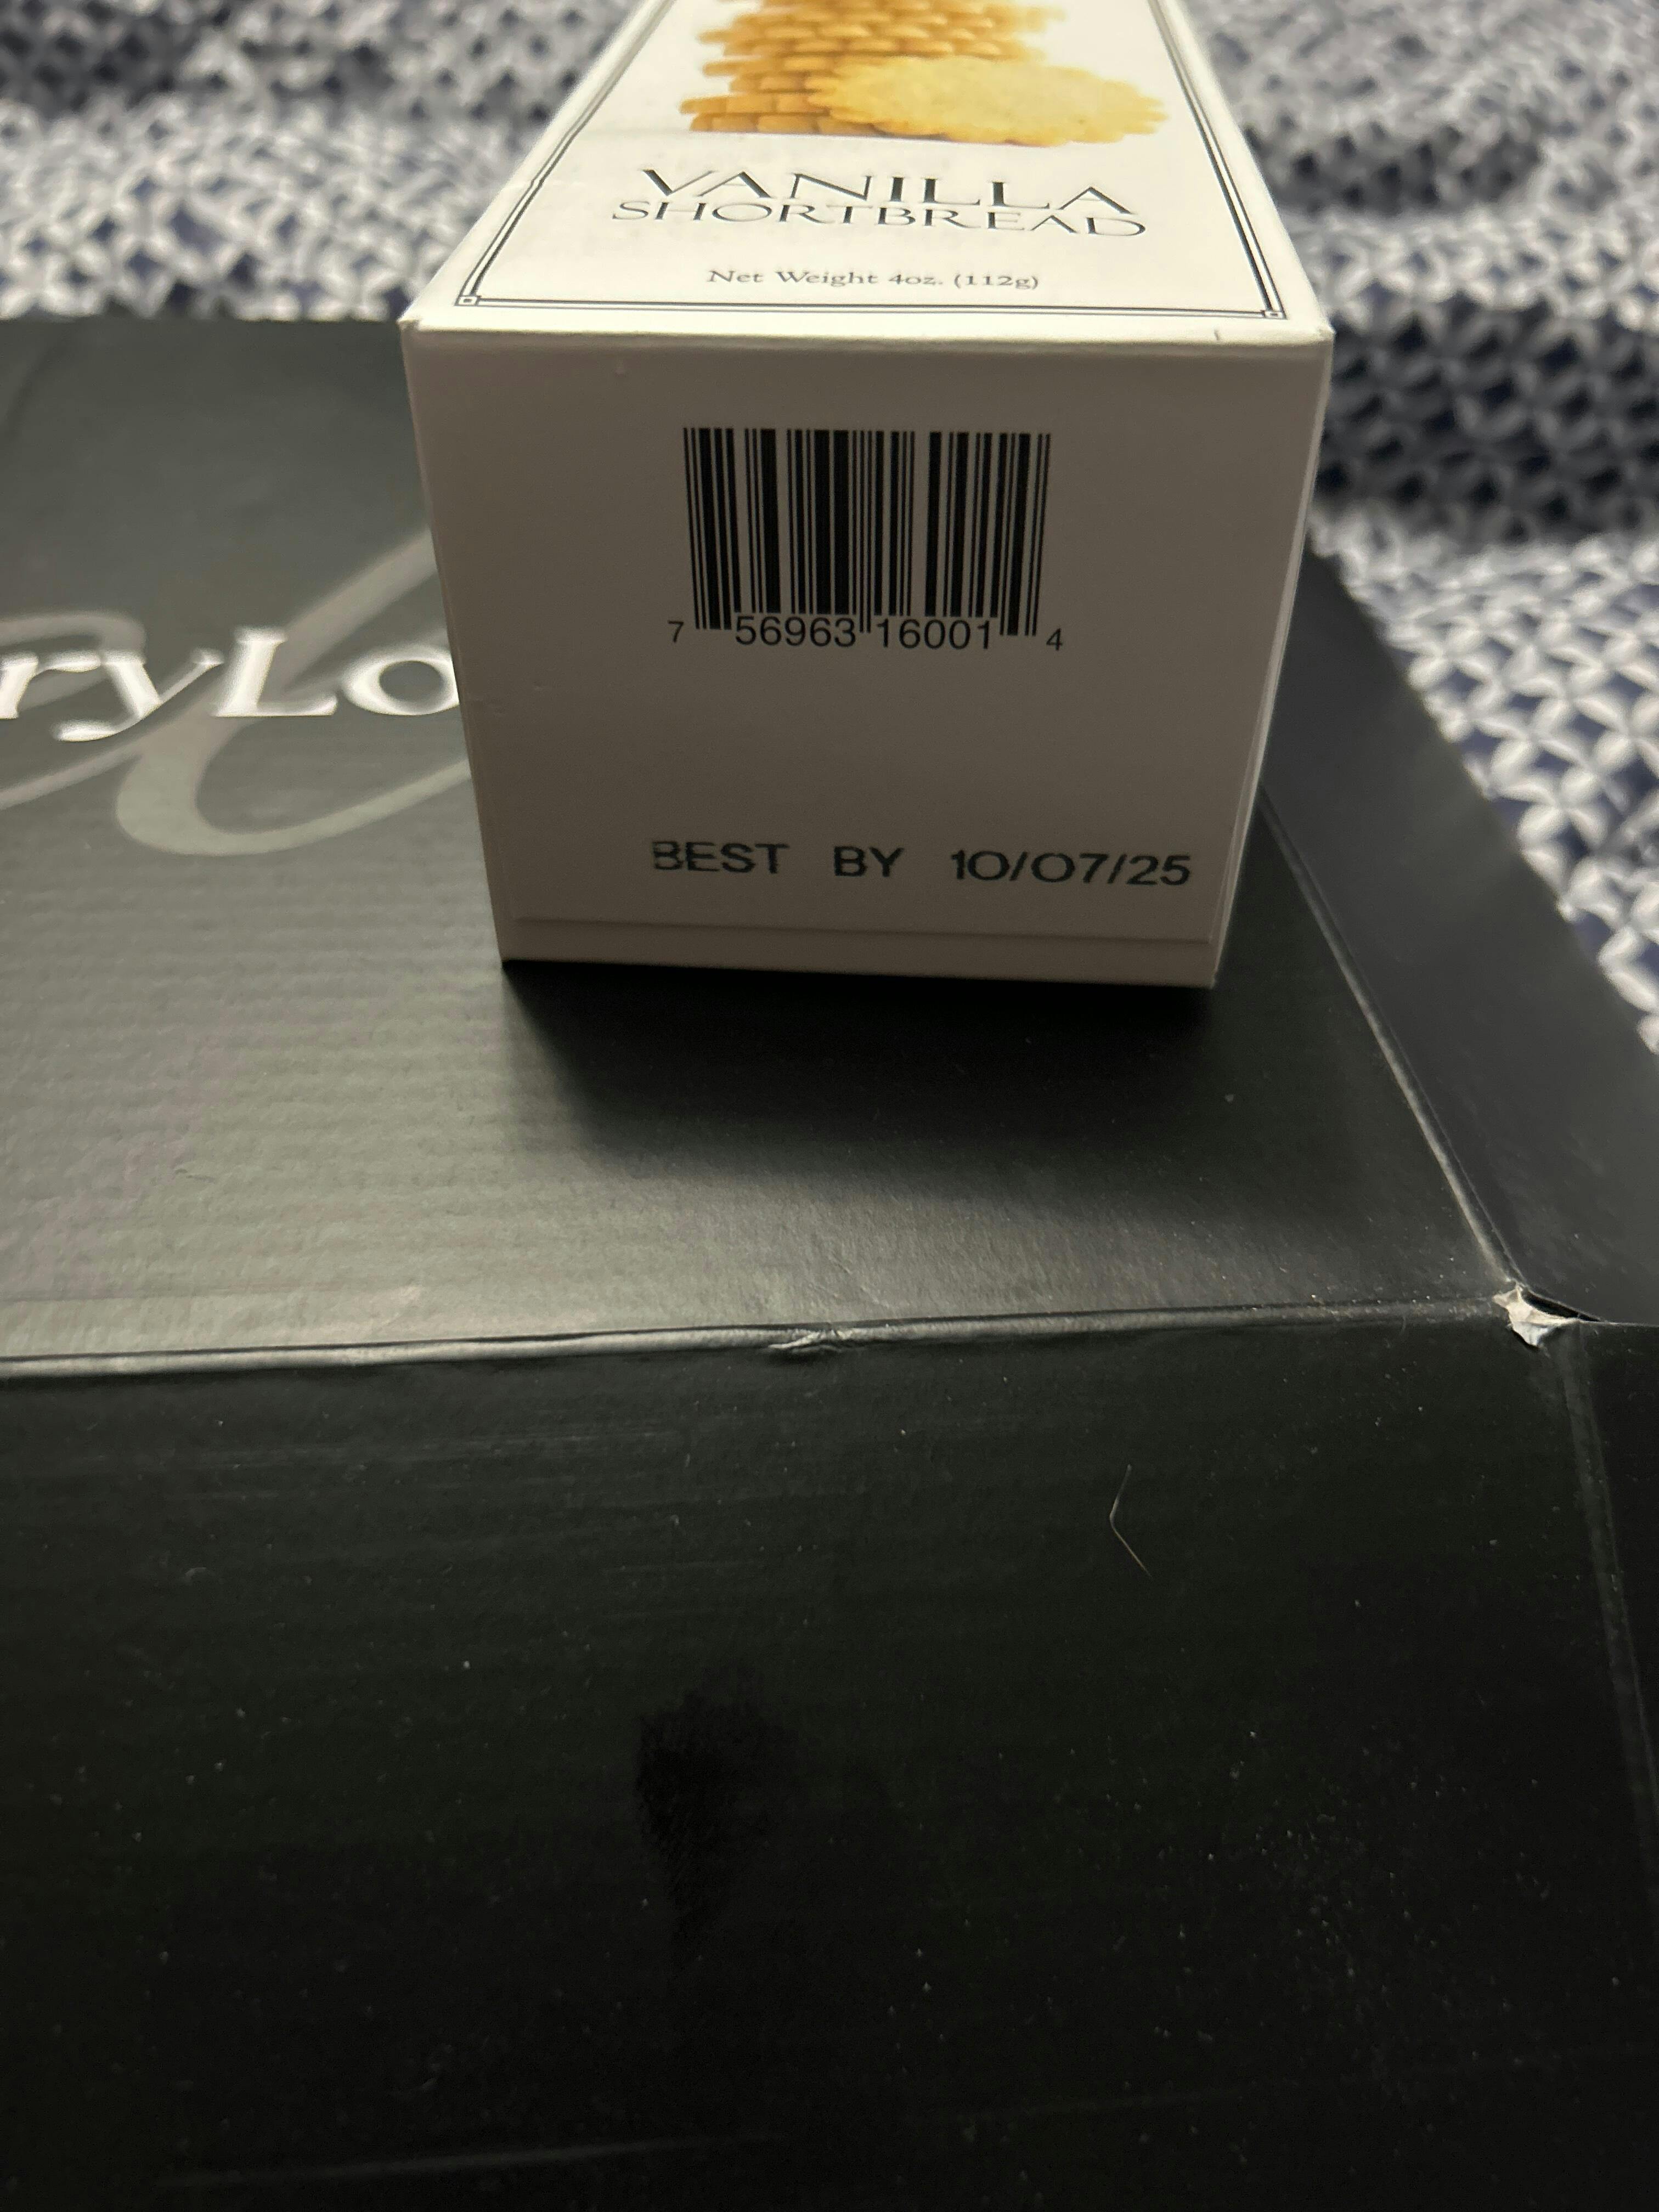 VANILLA
SHORTBREAD
Net Weight 4oz. (112g)
7 56963 16001 4
ryLo
BEST BY 10/07/25